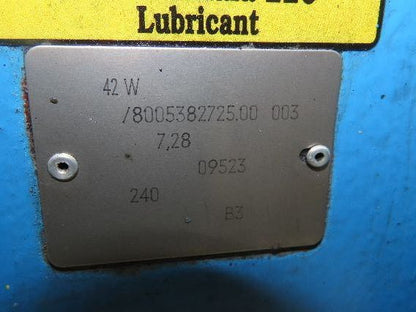 Lubricant
42 W
/8005382725.00 003
7,28
09523
240
B3